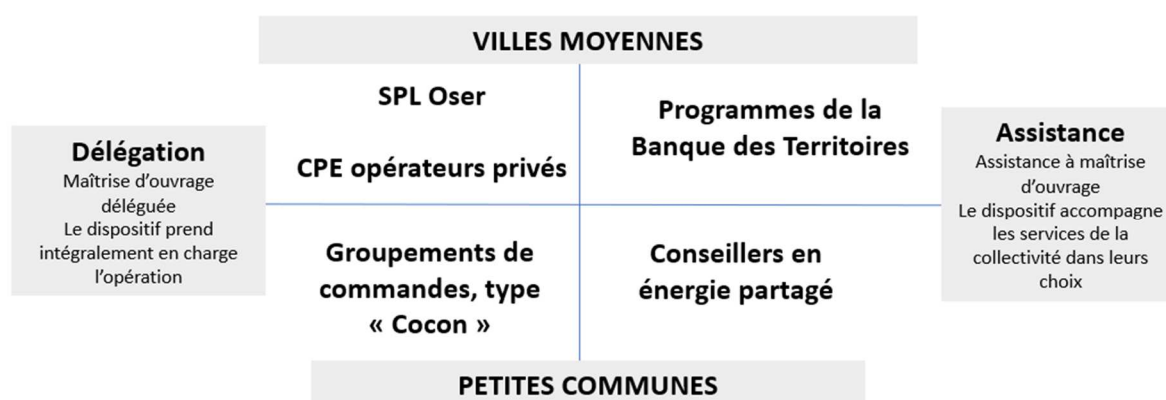 VILLES MOYENNES
SPL Oser
CPE opérateurs privés
Programmes de la
Banque des Territoires
Délégation
Maîtrise d’ouvrage
déléguée
Le dispositif prend
intégralement en charge
l’opération
Assistance
Assistance à maîtrise
d’ouvrage
Le dispositif accompagne
les services de la
collectivité dans leurs
choix
Groupements de
commandes, type
« Cocon »
Conseillers en
énergie partagé
PETITES COMMUNES